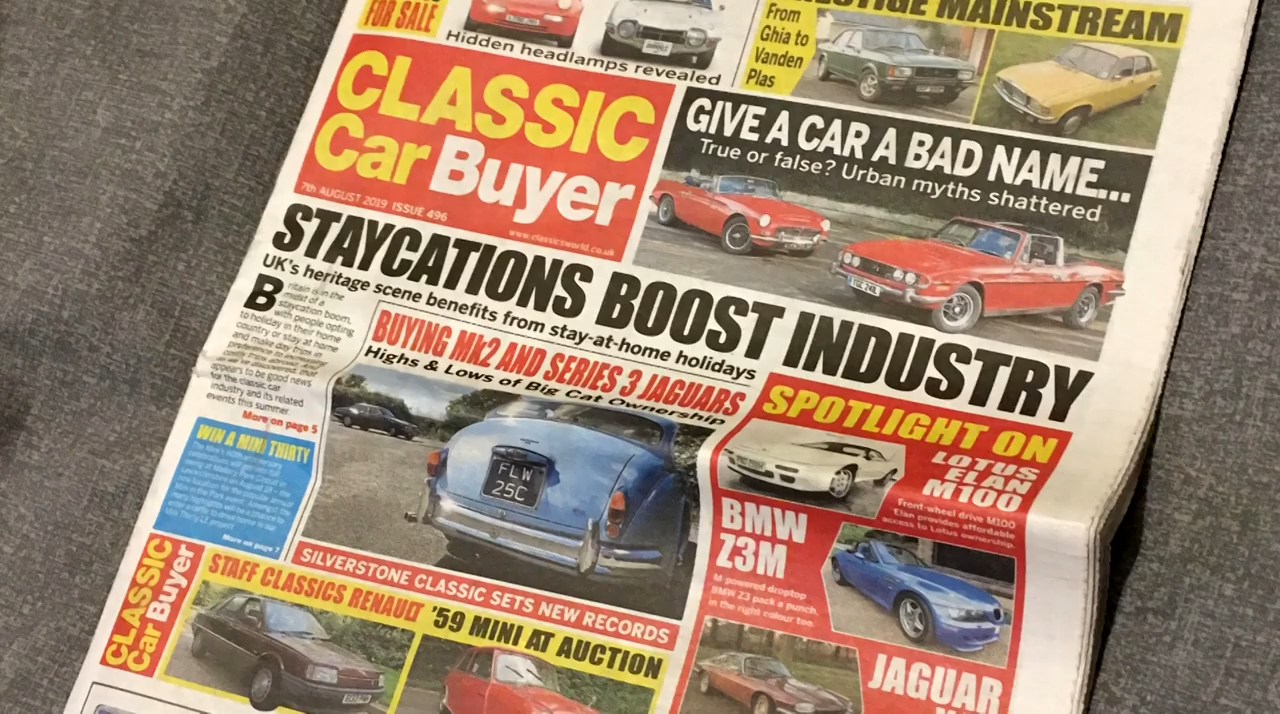 FOR SALE
Hidden headlamps revealed
MAINSTREAM
From
Ghia to
Vanden
Plas
CLASSIC
Car Buyer
7th AUGUST 2019 ISSUE 496
www.classicsworld.co.uk
GIVE A CAR A BAD NAME...
True or false? Urban myths shattered
TGC 24L
STAYCATIONS BOOST INDUSTRY
UK's heritage scene benefits from stay-at-home holidays
Britain is in the
midst of a
staycation boom,
with people opting
to holiday in their home
country or stay at home
and make day trips in
preference to increasingly
appears to be good news
for the classic car
industry and its related
events this summer.
More on page 5
WIN A MINI THIRTY
More on page 7
BUYING Mk2 AND SERIES 3 JAGUARS
Highs & Lows of Big Cat Ownership
FLW
25C
SILVERSTONE CLASSIC SETS NEW RECORDS
SPOTLIGHT ON
LOTUS
ELAN
M100
Front-wheel drive M100
Elan provides affordable
access to Lotus ownership.
BMW
Z3M
M-powered droptop
BMW Z3 pack a punch,
in the right colour too.
JAGUAR
CLASSIC
Car Buyer
STAFF CLASSICS RENAULT
'59 MINI AT AUCTION